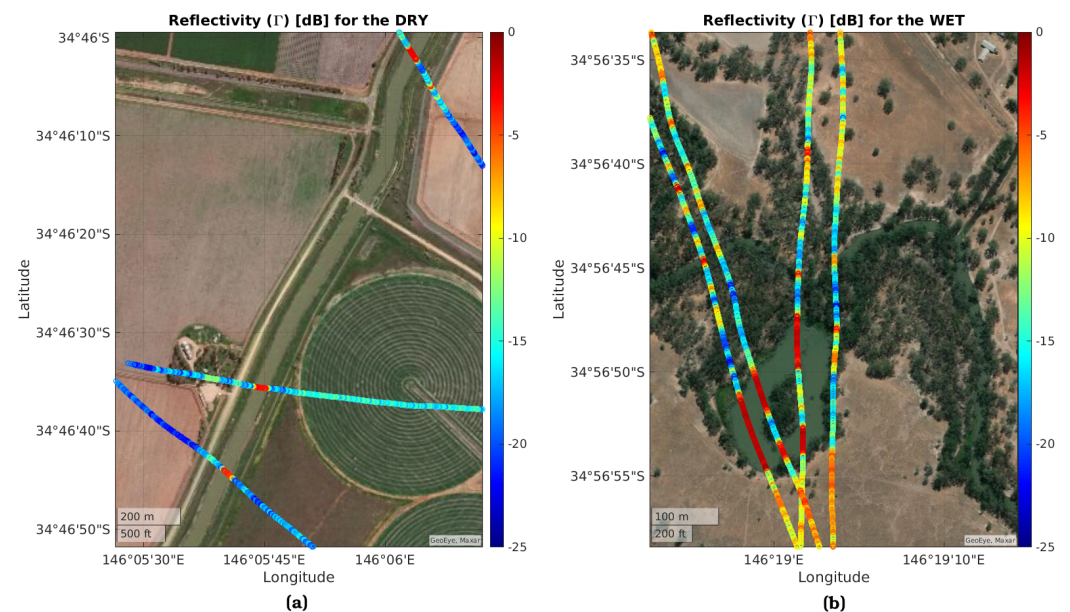 Reflectivity (Γ) [dB] for the DRY
34°46'S
34°46'10"S
34°46'20"S
34°46'30"S
34°46'40"S
34°46'50"S
Latitude
200 m
500 ft
GeoEye, Maxar
146°05'30"E
146°05'45"E
146°06'E
Longitude
0
-5
-10
-15
-20
-25
(a)
Reflectivity (Γ) [dB] for the WET
34°56'35"S
34°56'40"S
34°56'45"S
34°56'50"S
34°56'55"S
Latitude
100 m
200 ft
GeoEye, Maxar
146°19'E
146°19'10"E
Longitude
0
-5
-10
-15
-20
-25
(b)